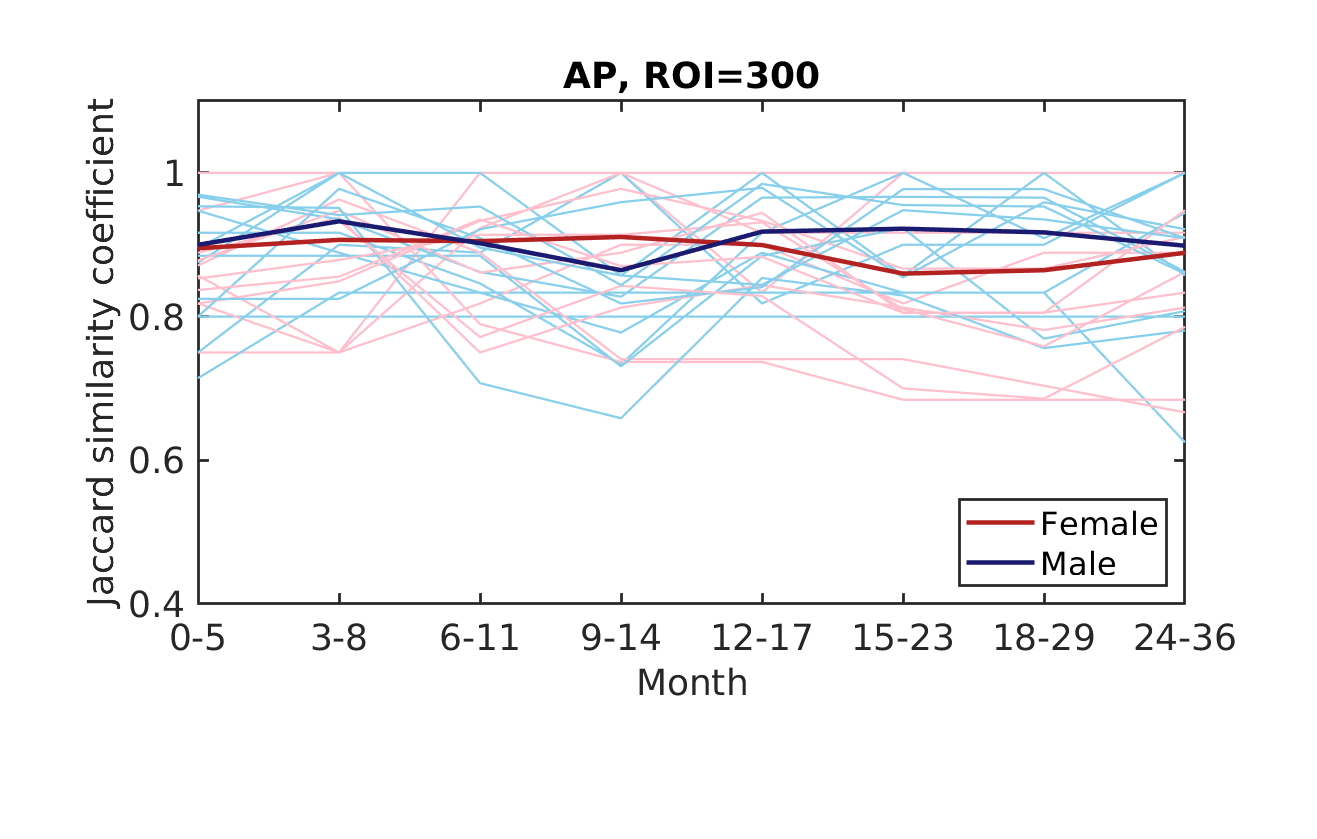 AP, ROI=300
Jaccard similarity coefficient
1
0.8
0.6
0.4
0-5 3-8 6-11 9-14 12-17 15-23 18-29 24-36
Month
Female
Male